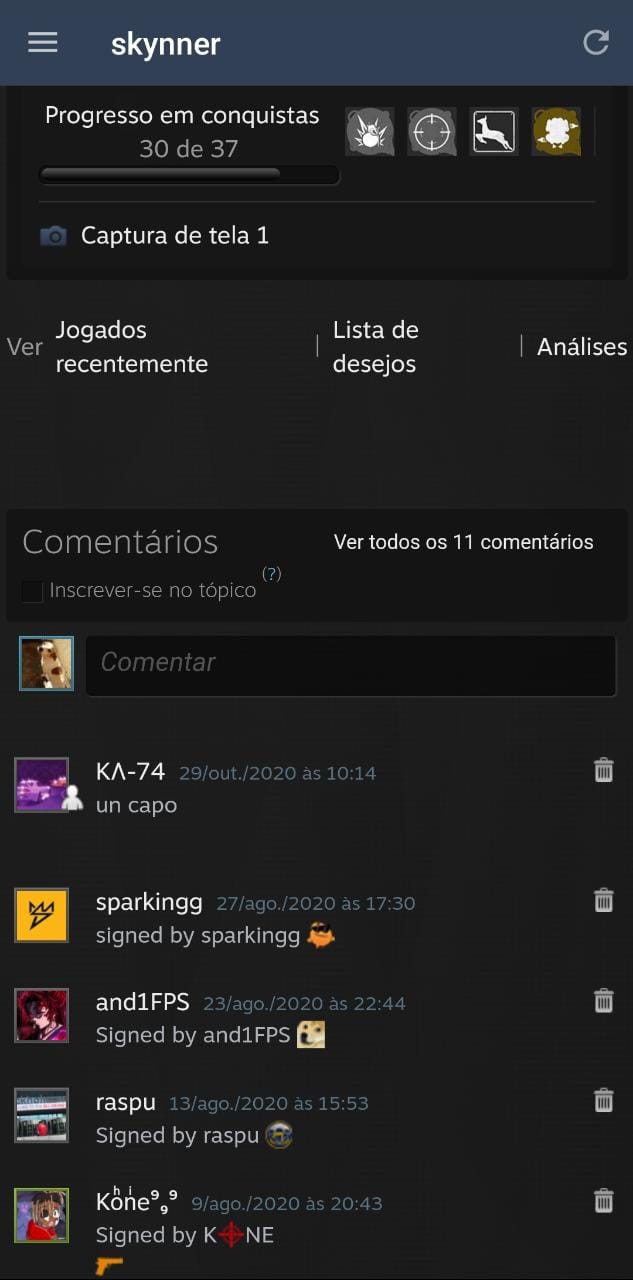 skynner
Progresso em conquistas
30 de 37
Captura de tela 1
Ver Jogados recentemente | Lista de desejos | Análises
Comentários
Ver todos os 11 comentários
Inscrever-se no tópico (?)
Comentar
KΛ-74 29/out./2020 às 10:14
un capo
sparkingg 27/ago./2020 às 17:30
signed by sparkingg
and1FPS 23/ago./2020 às 22:44
Signed by and1FPS
raspu 13/ago./2020 às 15:53
Signed by raspu
Koͪneͥ⁹,⁹ 9/ago./2020 às 20:43
Signed by K NE